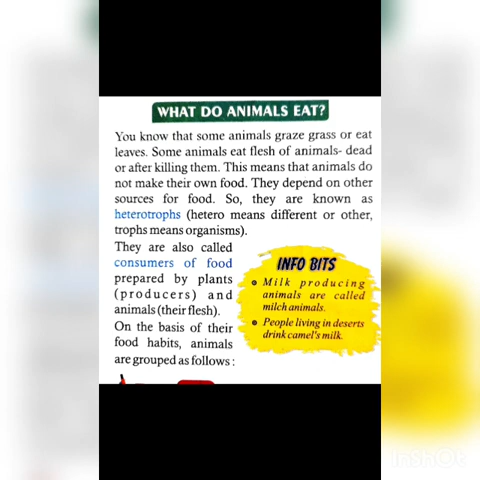 WHAT DO ANIMALS EAT?
You know that some animals graze grass or eat
leaves. Some animals eat flesh of animals- dead
or after killing them. This means that animals do
not make their own food. They depend on other
sources for food. So, they are known as
heterotrophs (hetero means different or other,
trophs means organisms).
They are also called
consumers of food
prepared by plants
(producers) and
animals (their flesh).
On the basis of their
food habits, animals
are grouped as follows :
INFO BITS
• Milk producing
animals are called
milch animals.
• People living in deserts
drink camel's milk.
InShOt